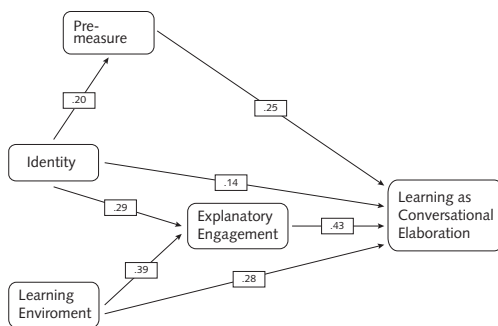 Pre-
measure
.20
.25
Identity
.14
.29
Explanatory
Engagement
.43
Learning as
Conversational
Elaboration
.39
.28
Learning
Enviroment